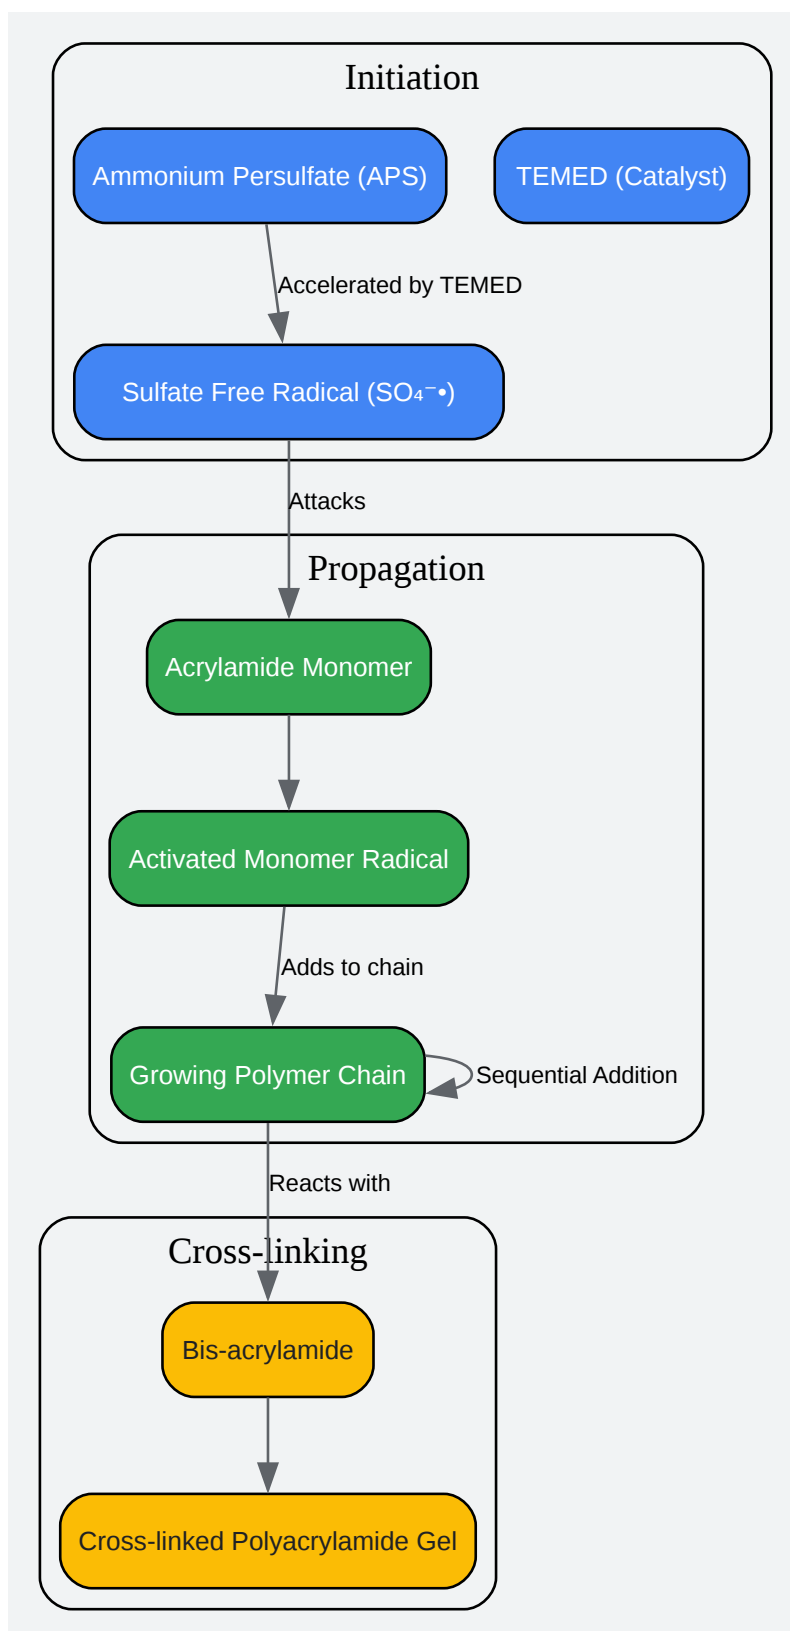 Initiation
Ammonium Persulfate (APS)
TEMED (Catalyst)
Accelerated by TEMED
Sulfate Free Radical (SO₄⁻•)
Attacks
Propagation
Acrylamide Monomer
Activated Monomer Radical
Adds to chain
Growing Polymer Chain
Sequential Addition
Reacts with
Cross-linking
Bis-acrylamide
Cross-linked Polyacrylamide Gel